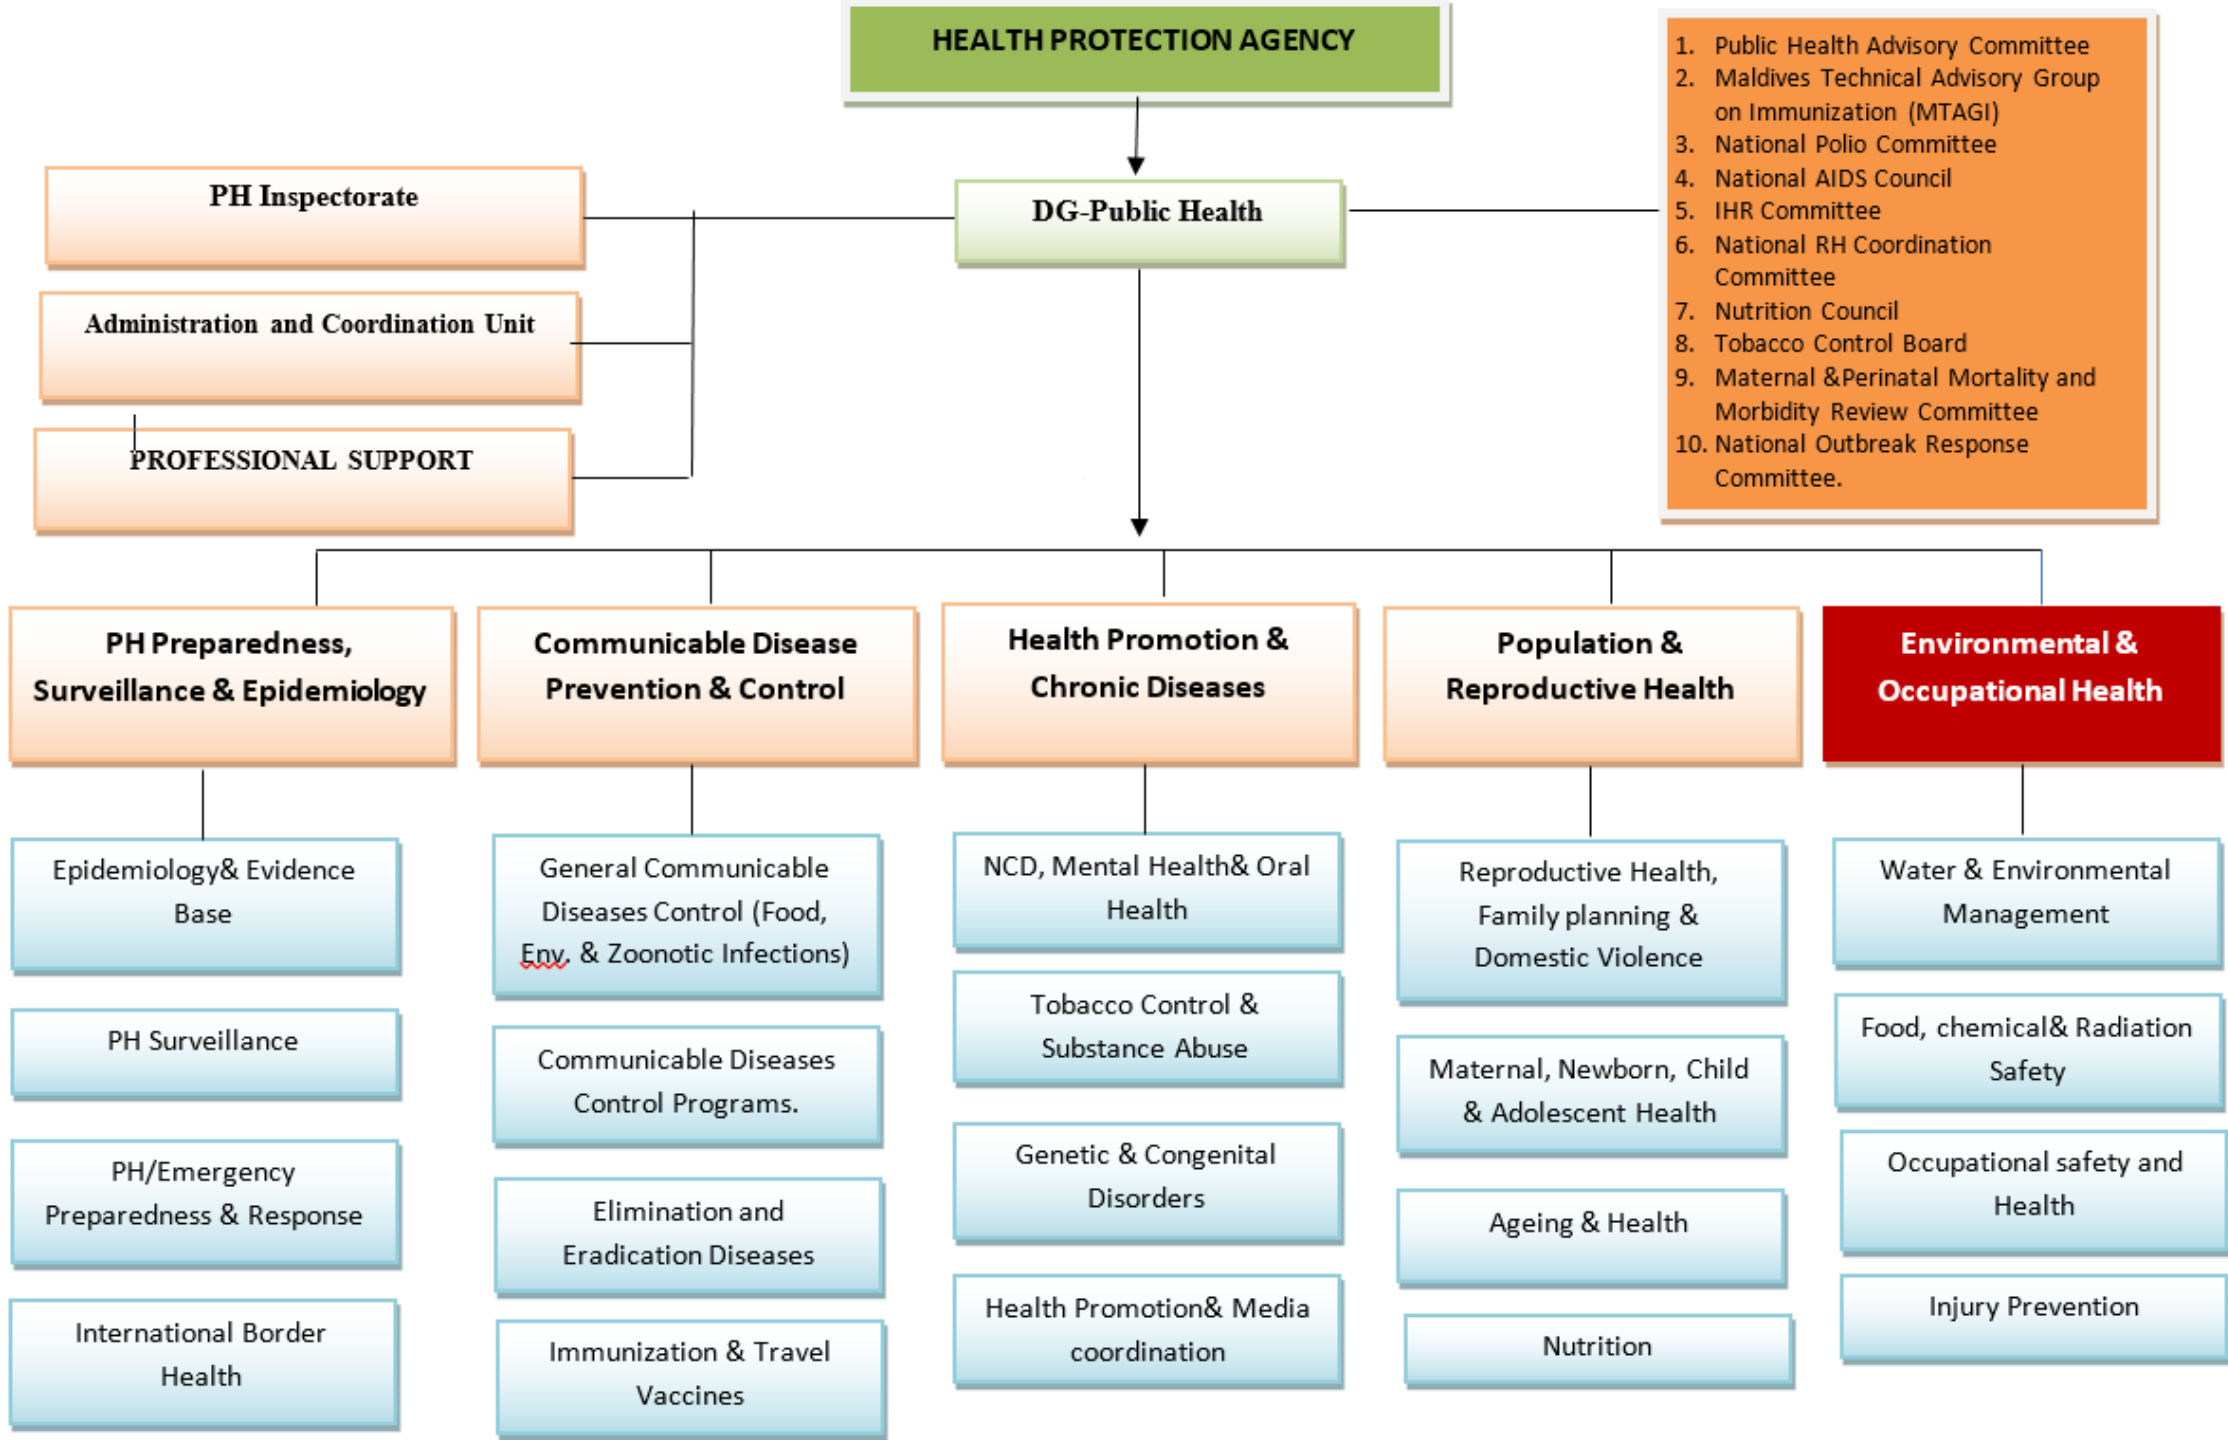 HEALTH PROTECTION AGENCY
1. Public Health Advisory Committee
2. Maldives Technical Advisory Group
on Immunization (MTAGI)
3. National Polio Committee
4. National AIDS Council
5. IHR Committee
6. National RH Coordination
Committee
7. Nutrition Council
8. Tobacco Control Board
9. Maternal &Perinatal Mortality and
Morbidity Review Committee
10. National Outbreak Response
Committee.
PH Inspectorate
DG-Public Health
Administration and Coordination Unit
PROFESSIONAL SUPPORT
PH Preparedness,
Surveillance & Epidemiology
Communicable Disease
Prevention & Control
Health Promotion &
Chronic Diseases
Population &
Reproductive Health
Environmental &
Occupational Health
Epidemiology& Evidence
Base
PH Surveillance
PH/Emergency
Preparedness & Response
International Border
Health
General Communicable
Diseases Control (Food,
Env. & Zoonotic Infections)
Communicable Diseases
Control Programs.
Elimination and
Eradication Diseases
Immunization & Travel
Vaccines
NCD, Mental Health& Oral
Health
Tobacco Control &
Substance Abuse
Genetic & Congenital
Disorders
Health Promotion& Media
coordination
Reproductive Health,
Family planning &
Domestic Violence
Maternal, Newborn, Child
& Adolescent Health
Ageing & Health
Nutrition
Water & Environmental
Management
Food, chemical& Radiation
Safety
Occupational safety and
Health
Injury Prevention